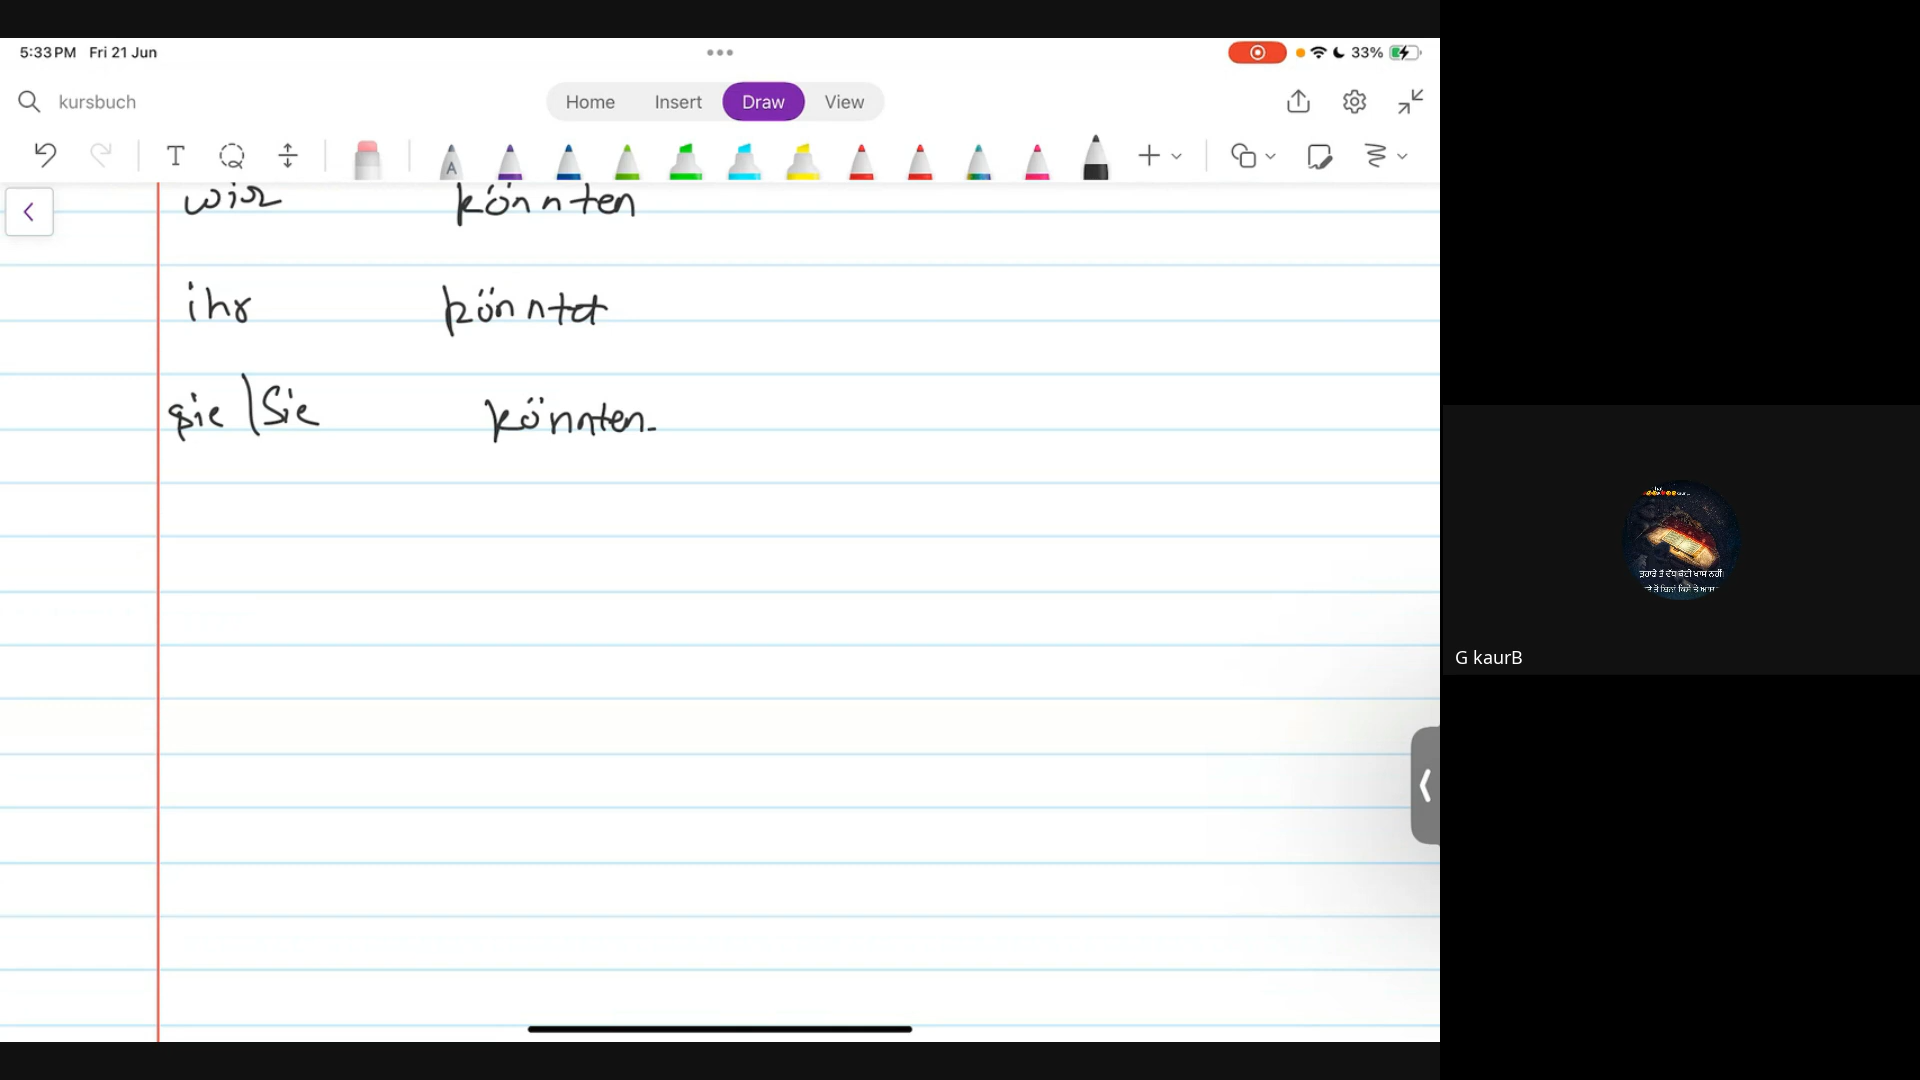 5:33 PM Fri 21 Jun
33%
kursbuch
Home Insert Draw View
T
A
wir könnten
ihr könntet
sie | Sie könnten.
G kaurB